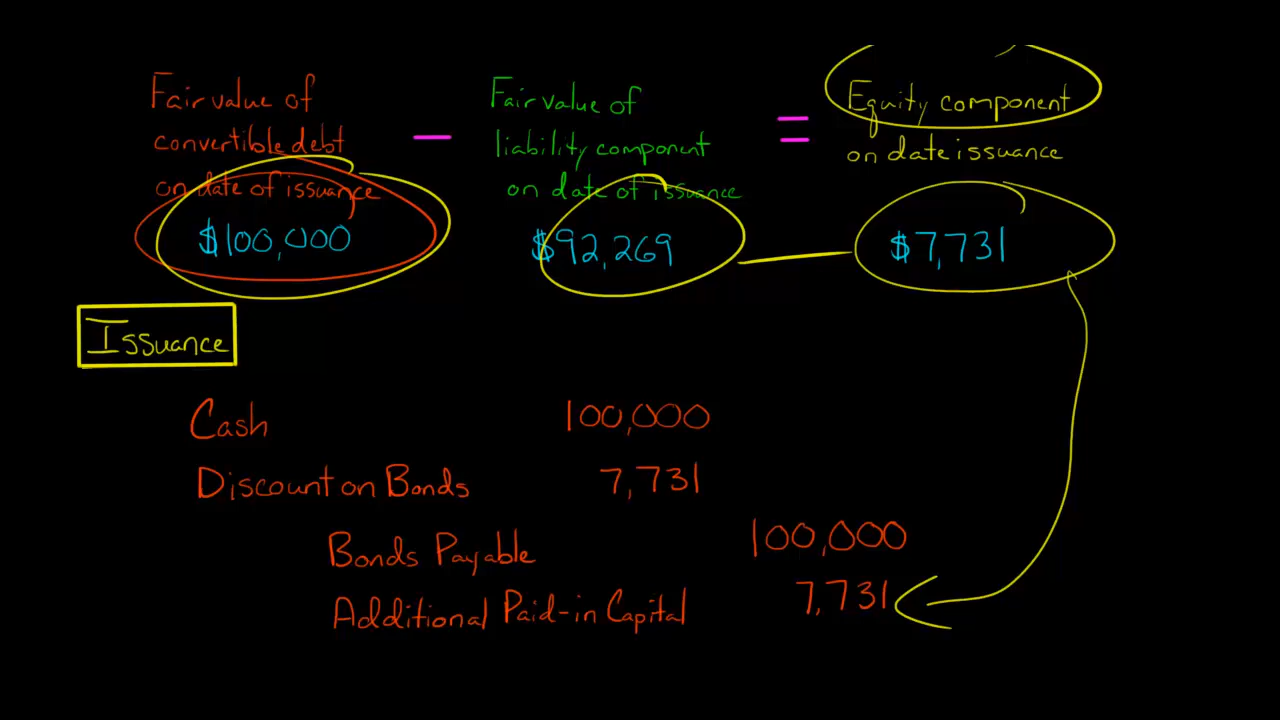 Fair value of
convertible debt
on date of issuance
$100,000
−
Fair value of
liability component
on date of issuance
$92,269
=
Equity component
on date issuance
$7,731
Issuance
Cash 100,000
Discount on Bonds 7,731
Bonds Payable 100,000
Additional Paid-in Capital 7,731